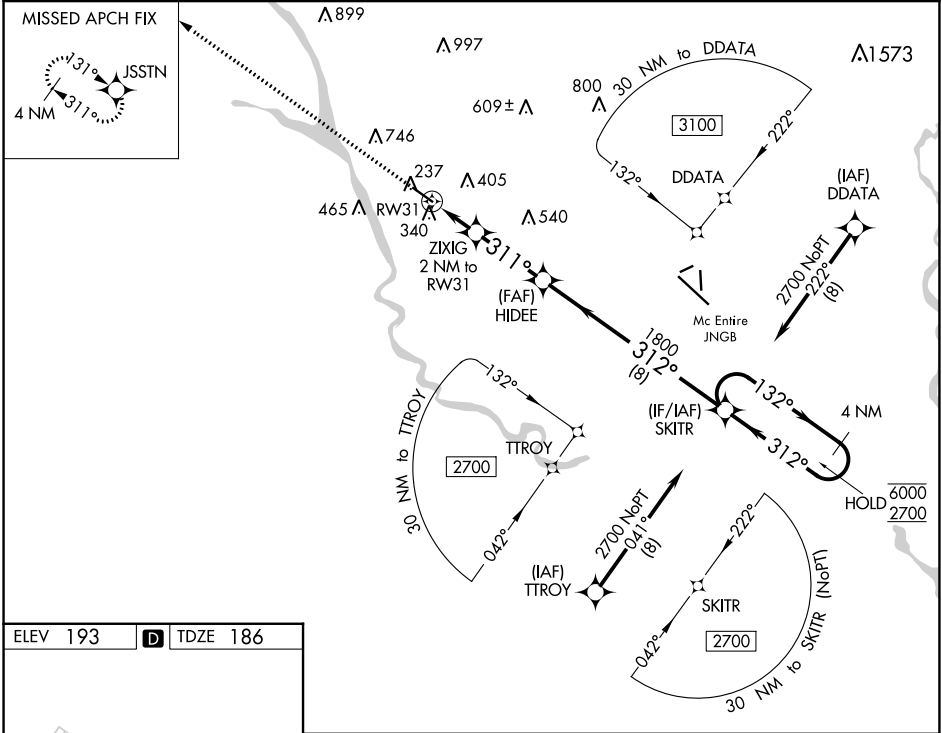 MISSED APCH FIX
131°
JSSTN
4 NM
311°
899
997
1573
30 NM to DDATA
800
609±
3100
222°
132°
DDATA
746
237
405
465
RW31
340
540
ZIXIG
2 NM to
RW31
311°
(FAF)
HIDEE
(IAF)
DDATA
2700 NoPT
222°
(8)
Mc Entire
JNGB
1800
312°
(8)
(IF/IAF)
SKITR
132°
4 NM
312°
HOLD
6000
2700
30 NM to TTROY
132°
TTROY
2700
042°
2700 NoPT
041°
(8)
(IAF)
TTROY
222°
SKITR
042°
2700
30 NM to SKITR (NoPT)
ELEV 193 D TDZE 186